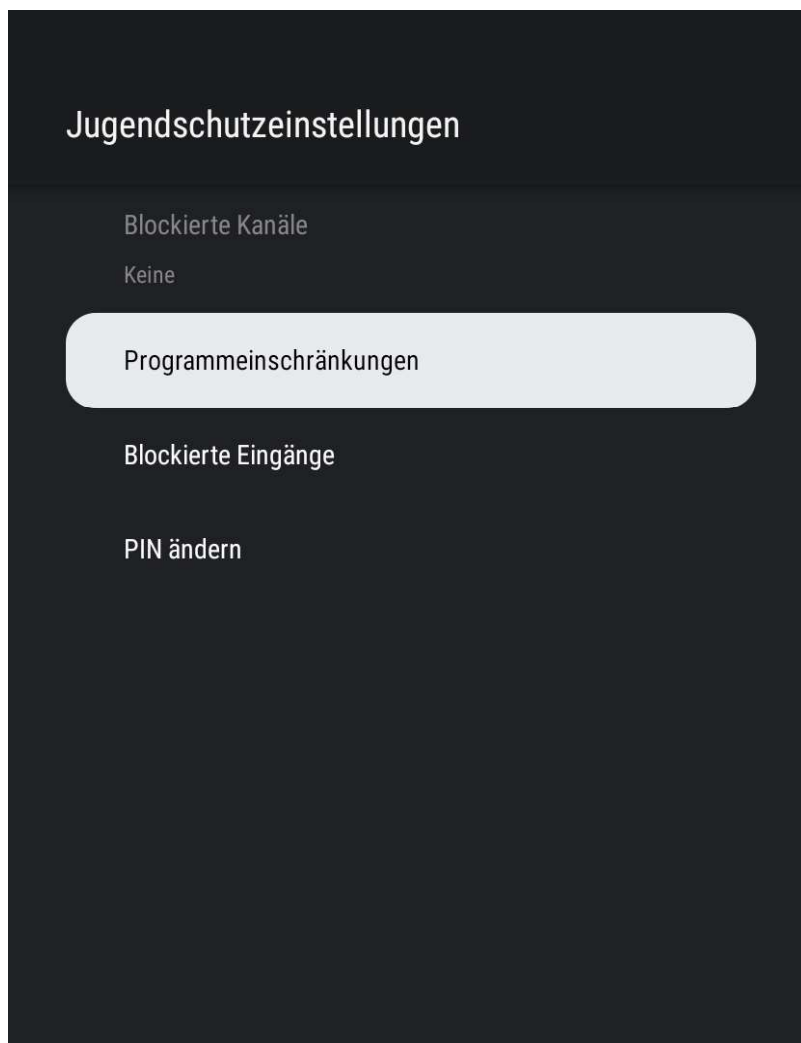 Jugendschutzeinstellungen
Blockierte Kanäle
Keine
Programmeinschränkungen
Blockierte Eingänge
PIN ändern